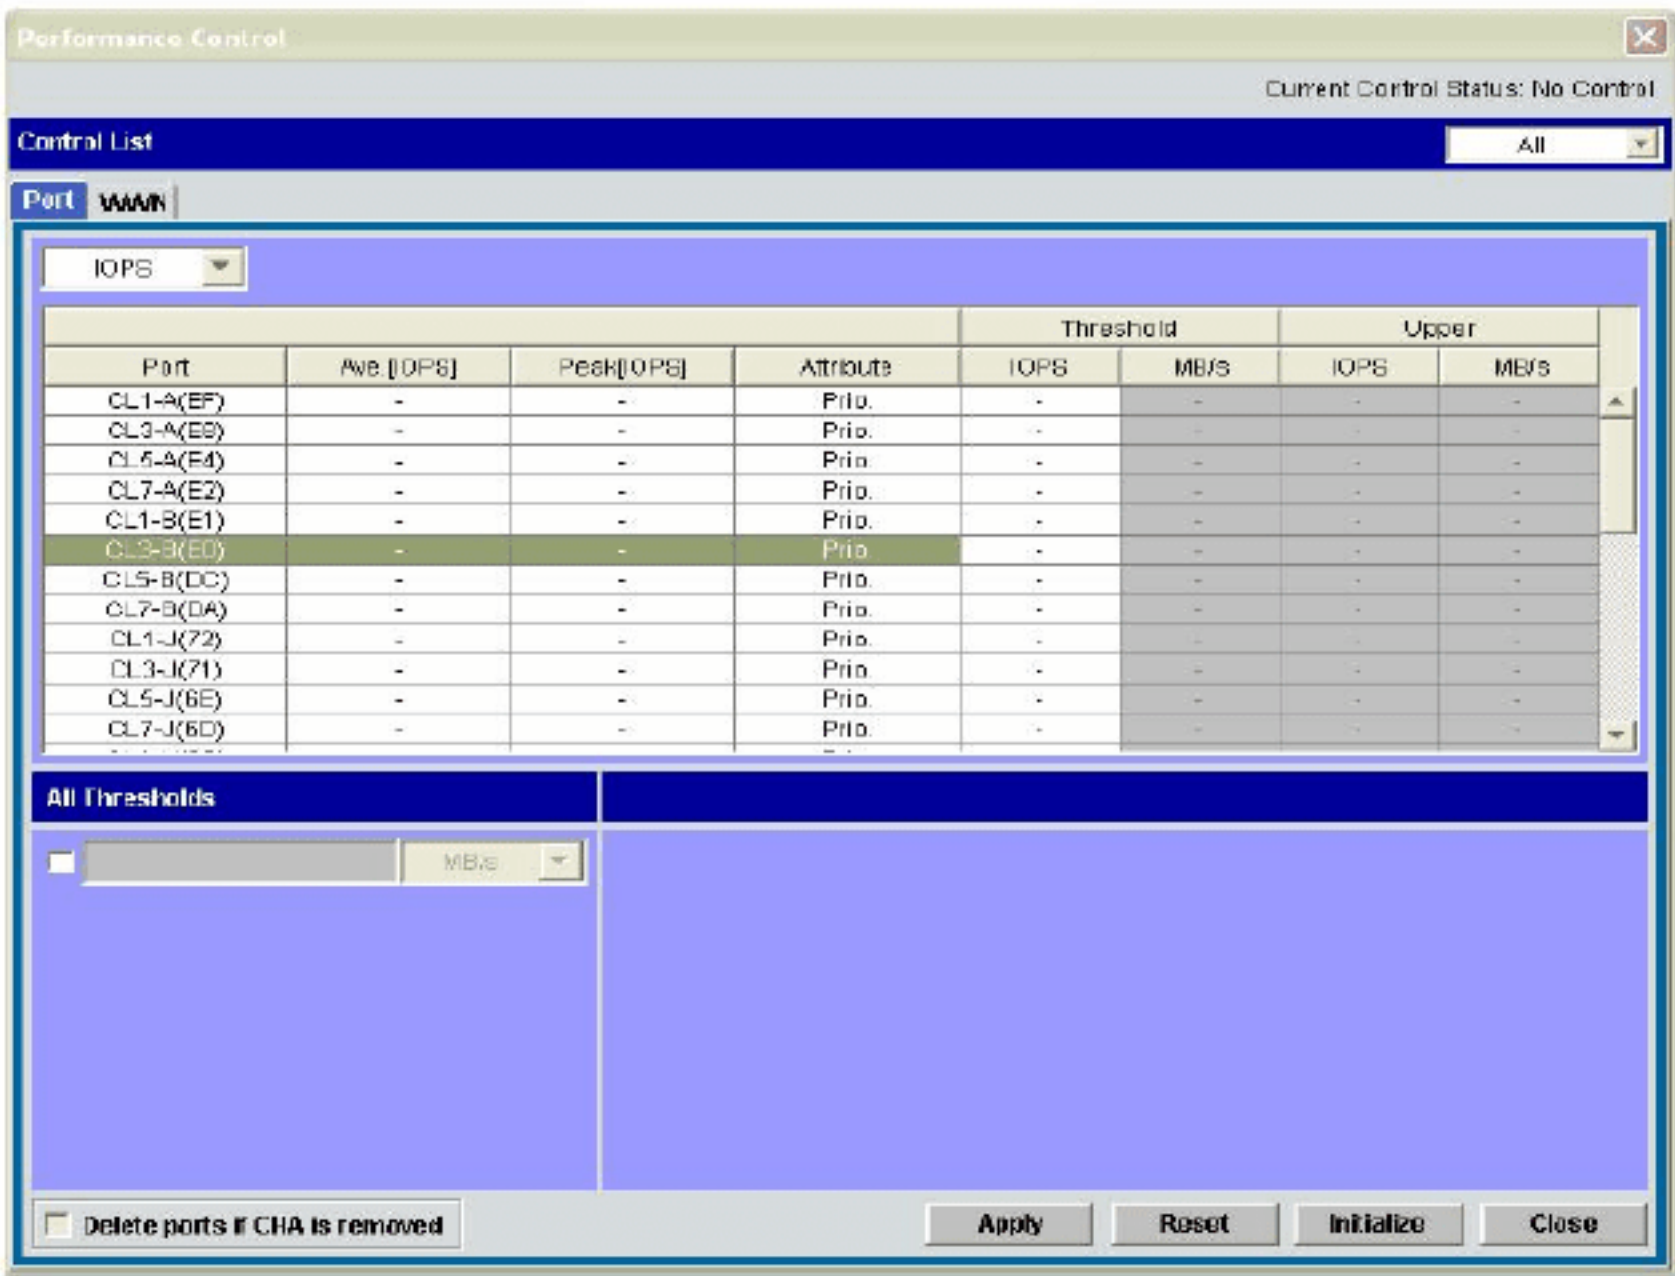 Performance Control
Current Control Status: No Control
Control List All
Port WWN
IOPS
Threshold Upper
Port Ave.[IOPS] Peak[IOPS] Attribute IOPS MB/s IOPS MB/s
CL1-A(EF) - - Prio. - - - -
CL3-A(E8) - - Prio. - - - -
CL5-A(E4) - - Prio. - - - -
CL7-A(E2) - - Prio. - - - -
CL1-B(E1) - - Prio. - - - -
CL3-B(E0) - - Prio. - - - -
CL5-B(DC) - - Prio. - - - -
CL7-B(DA) - - Prio. - - - -
CL1-J(72) - - Prio. - - - -
CL3-J(71) - - Prio. - - - -
CL5-J(6E) - - Prio. - - - -
CL7-J(6D) - - Prio. - - - -
All Thresholds
MB/s
Delete ports if CHA is removed Apply Reset Initialize Close